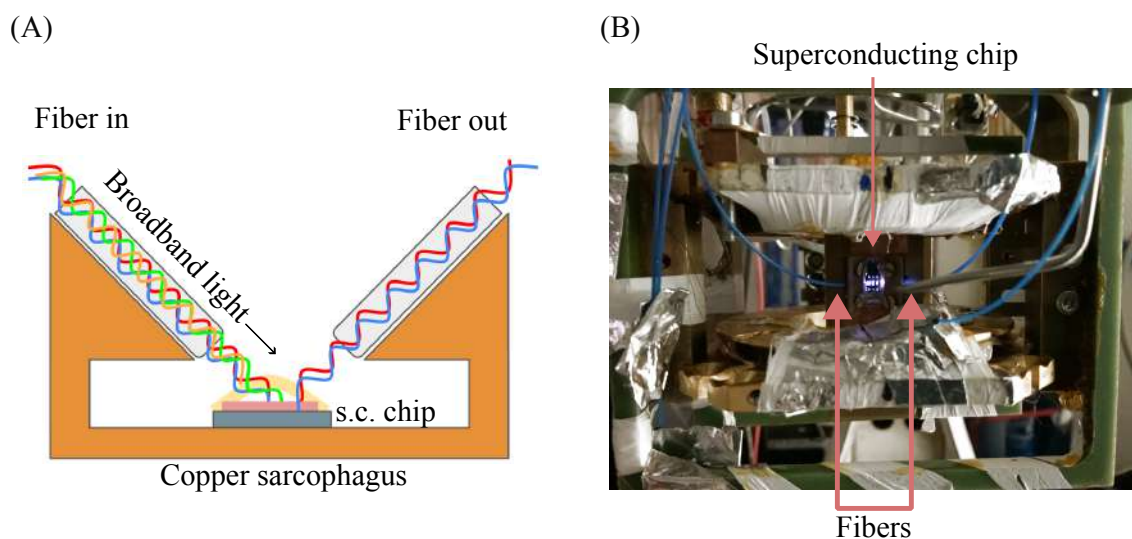 (A)
(B)
Superconducting chip
Fiber in
Fiber out
Broadband light
s.c. chip
Copper sarcophagus
Fibers